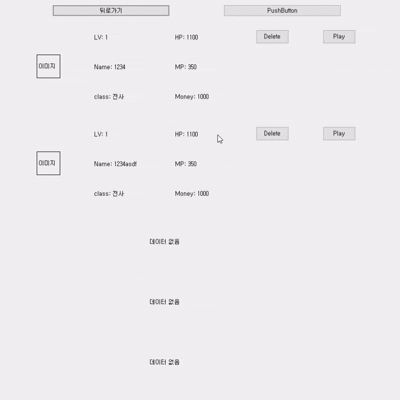 뒤로가기 PushButton
LV: 1 HP: 1100 Delete Play
이미지 Name: 1234 MP: 350
class: 전사 Money: 1000
LV: 1 HP: 1100 Delete Play
이미지 Name: 1234asdf MP: 350
class: 전사 Money: 1000
데이터 없음
데이터 없음
데이터 없음